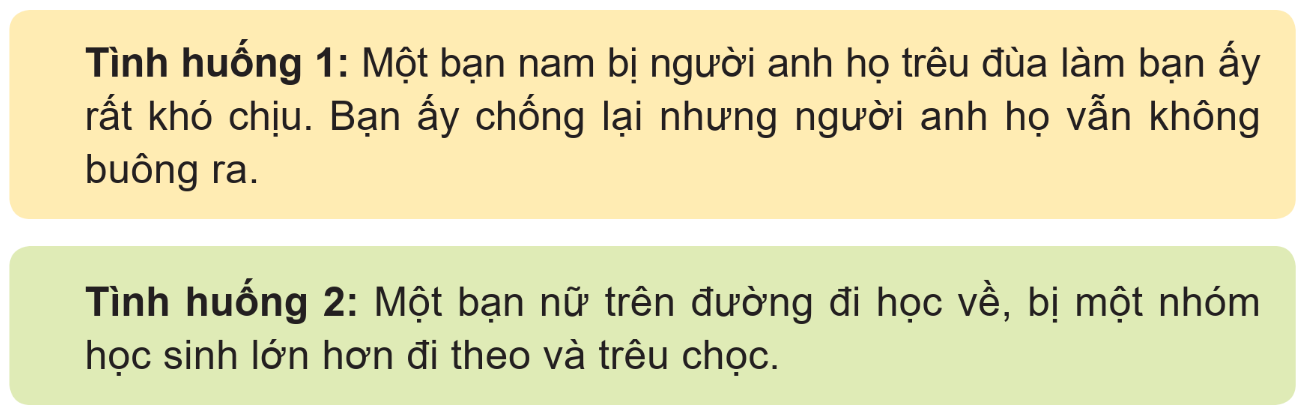 Tình huống 1: Một bạn nam bị người anh họ trêu đùa làm bạn ấy
rất khó chịu. Bạn ấy chống lại nhưng người anh họ vẫn không
buông ra.
Tình huống 2: Một bạn nữ trên đường đi học về, bị một nhóm
học sinh lớn hơn đi theo và trêu chọc.